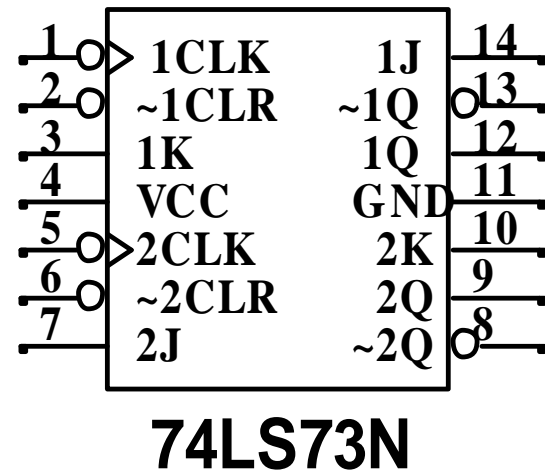 1 1CLK 1J 14
2 ~1CLR ~1Q 13
3 1K 1Q 12
4 VCC GND 11
5 2CLK 2K 10
6 ~2CLR 2Q 9
7 2J ~2Q 8
74LS73N